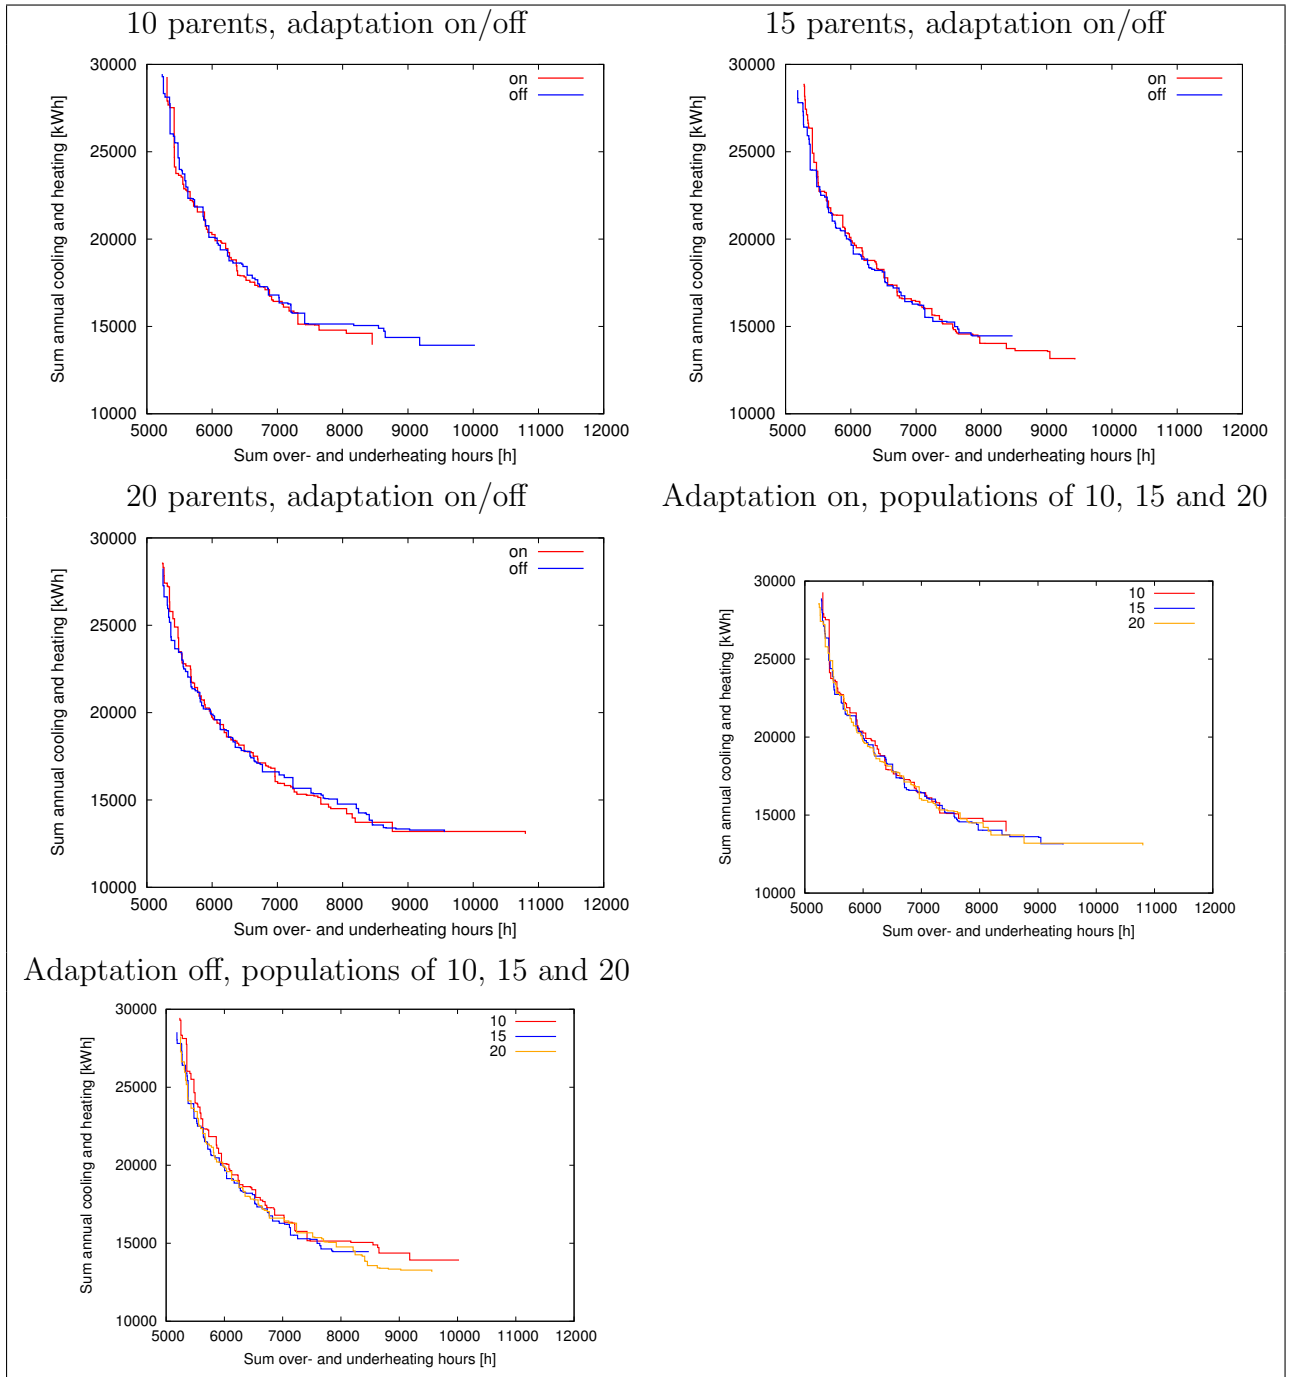 10 parents, adaptation on/off
30000
25000
20000
15000
10000
5000 6000 7000 8000 9000 10000 11000 12000
Sum annual cooling and heating [kWh]
Sum over- and underheating hours [h]
on
off
15 parents, adaptation on/off
30000
25000
20000
15000
10000
5000 6000 7000 8000 9000 10000 11000 12000
Sum annual cooling and heating [kWh]
Sum over- and underheating hours [h]
on
off
20 parents, adaptation on/off
30000
25000
20000
15000
10000
5000 6000 7000 8000 9000 10000 11000 12000
Sum annual cooling and heating [kWh]
Sum over- and underheating hours [h]
on
off
Adaptation on, populations of 10, 15 and 20
30000
25000
20000
15000
10000
5000 6000 7000 8000 9000 10000 11000 12000
Sum annual cooling and heating [kWh]
Sum over- and underheating hours [h]
10
15
20
Adaptation off, populations of 10, 15 and 20
30000
25000
20000
15000
10000
5000 6000 7000 8000 9000 10000 11000 12000
Sum annual cooling and heating [kWh]
Sum over- and underheating hours [h]
10
15
20